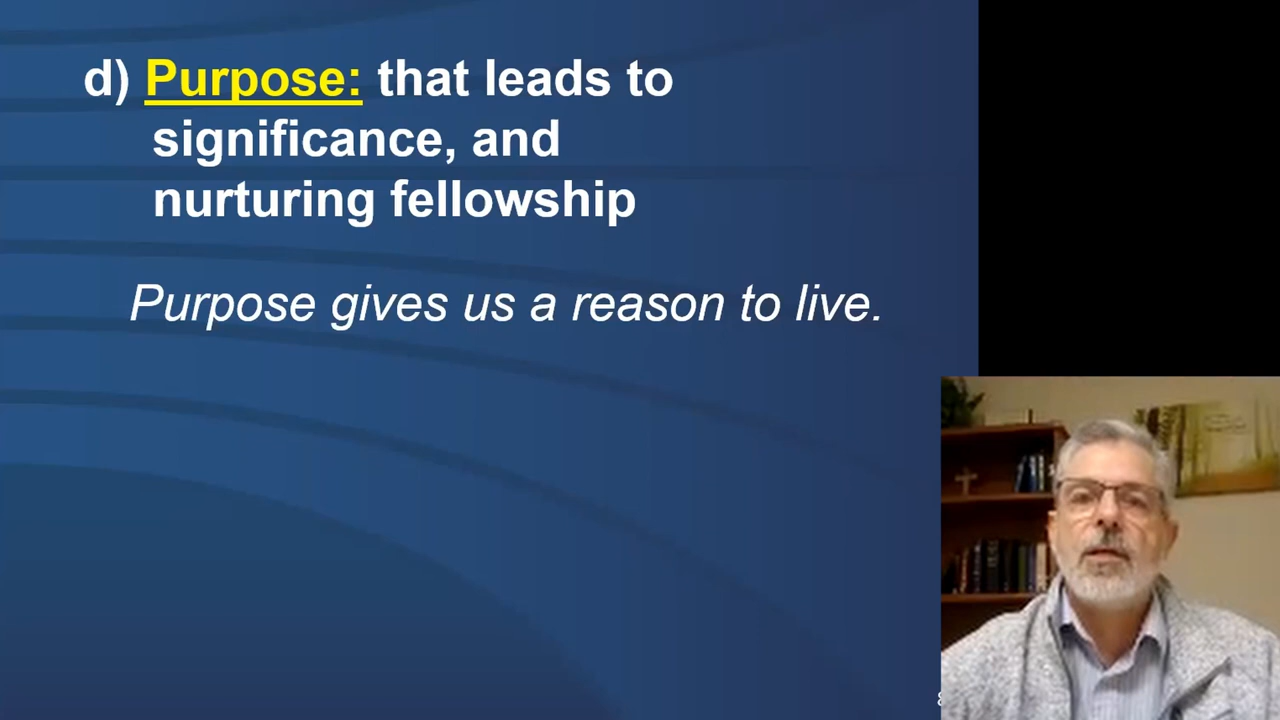 d) Purpose: that leads to
significance, and
nurturing fellowship
Purpose gives us a reason to live.